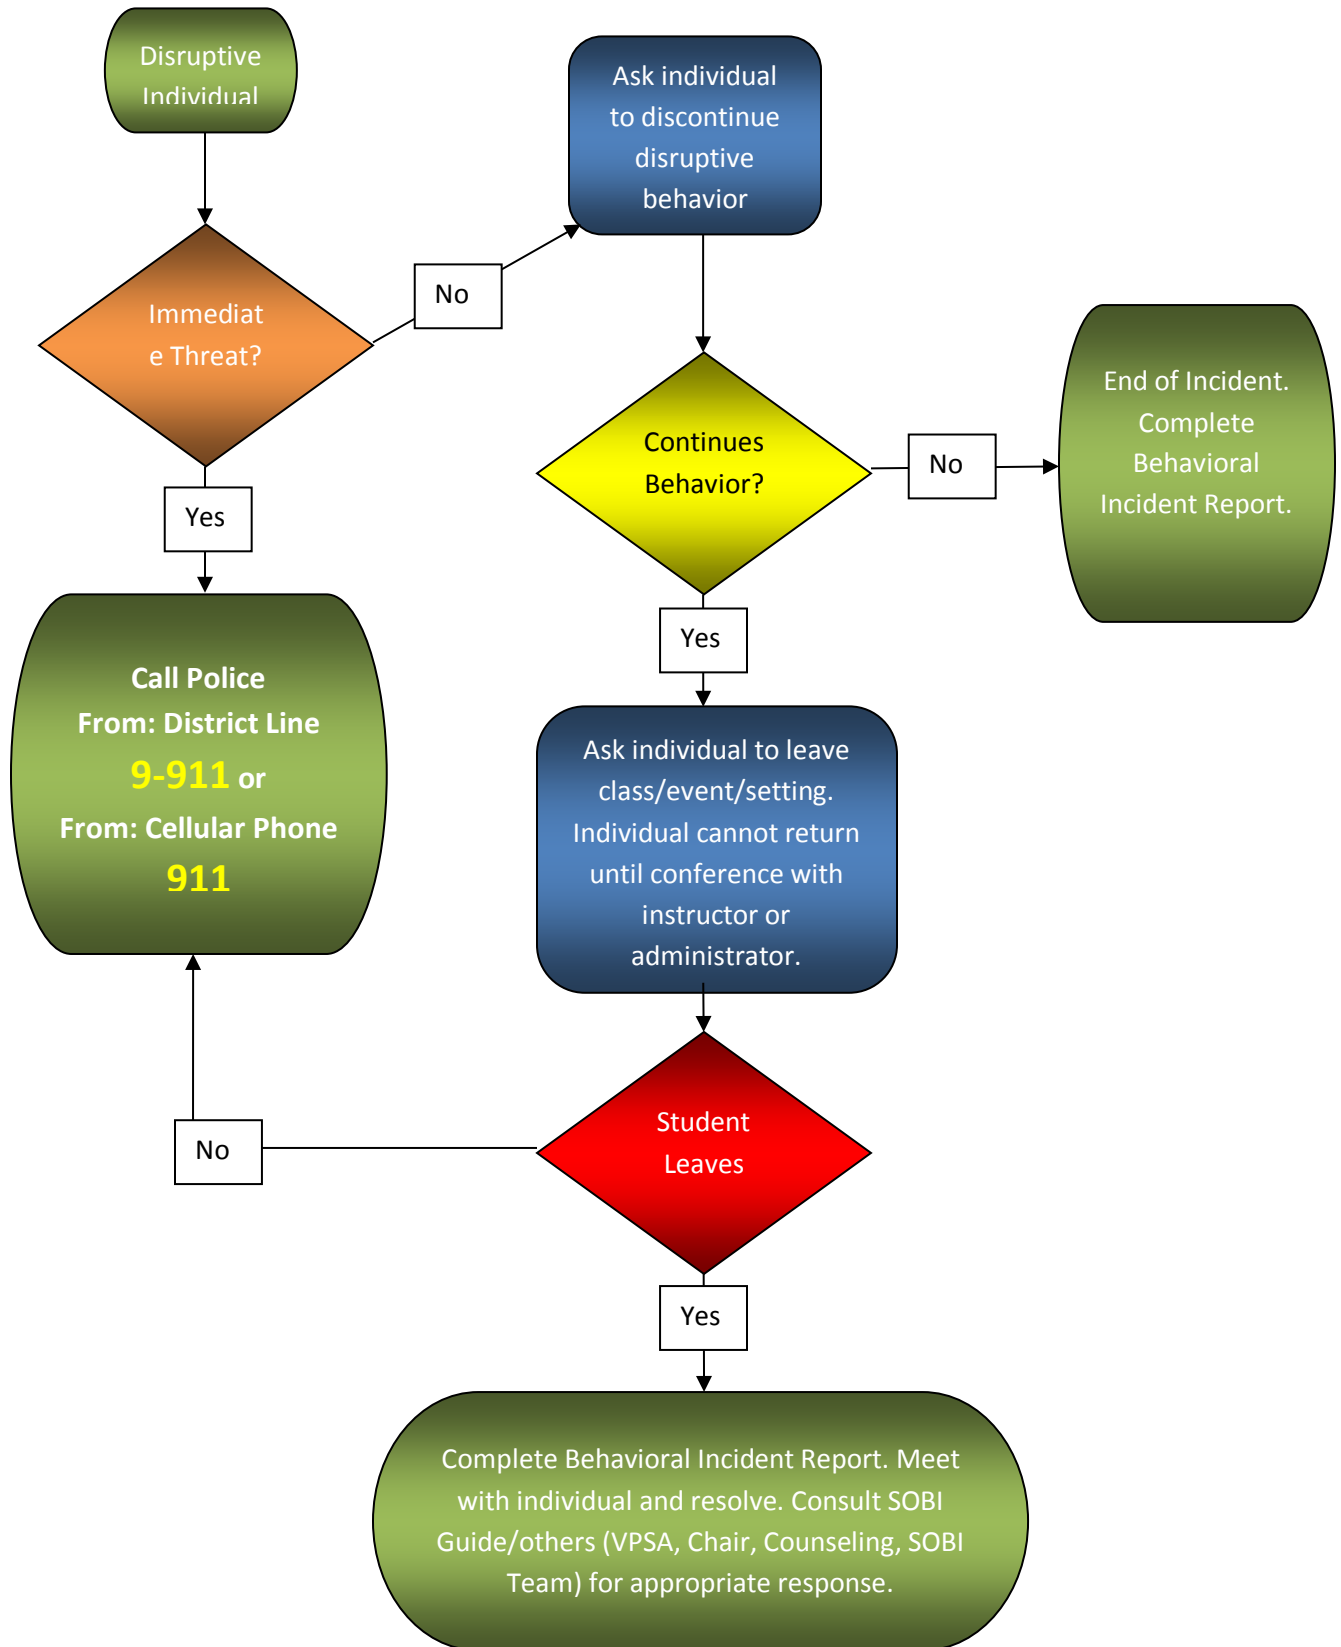 Disruptive
Individual
Ask individual
to discontinue
disruptive
behavior
No
Immediat
e Threat?
Yes
Continues
Behavior?
No
End of Incident.
Complete
Behavioral
Incident Report.
Yes
Call Police
From: District Line
9-911 or
From: Cellular Phone
911
Ask individual to leave
class/event/setting.
Individual cannot return
until conference with
instructor or
administrator.
No
Student
Leaves
Yes
Complete Behavioral Incident Report. Meet
with individual and resolve. Consult SOBI
Guide/others (VPSA, Chair, Counseling, SOBI
Team) for appropriate response.